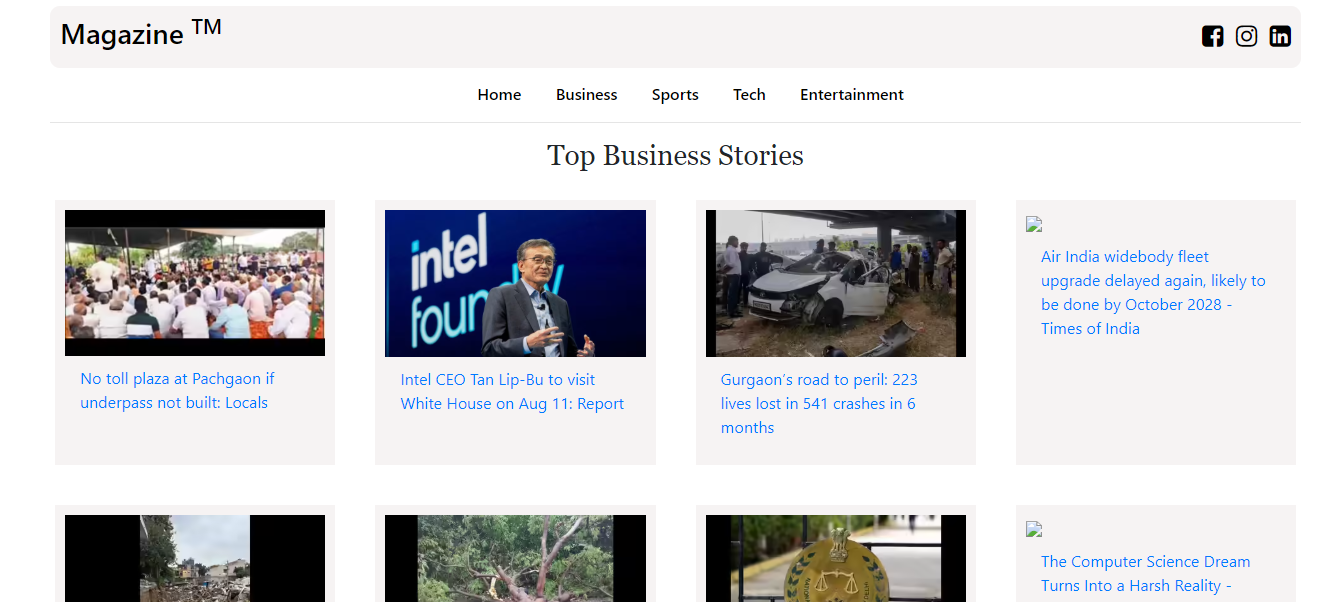 Magazine TM
Home Business Sports Tech Entertainment
Top Business Stories
intel
foundry
No toll plaza at Pachgaon if
underpass not built: Locals
Intel CEO Tan Lip-Bu to visit
White House on Aug 11: Report
Gurgaon’s road to peril: 223
lives lost in 541 crashes in 6
months
Air India widebody fleet
upgrade delayed again, likely to
be done by October 2028 -
Times of India
The Computer Science Dream
Turns Into a Harsh Reality -